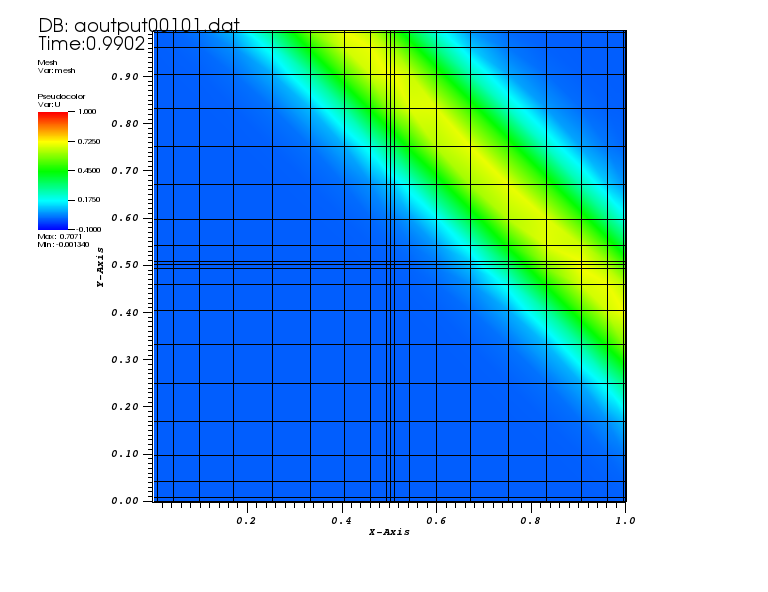 DB: aoutput00101.dat
Time:0.9902
Mesh
Var: mesh
Pseudocolor
Var: U
1.000
0.7250
0.4500
0.1750
-0.1000
Max: 0.7071
Min: -0.001340
Y-Axis
0.90
0.80
0.70
0.60
0.50
0.40
0.30
0.20
0.10
0.00
0.2 0.4 0.6 0.8 1.0
X-Axis